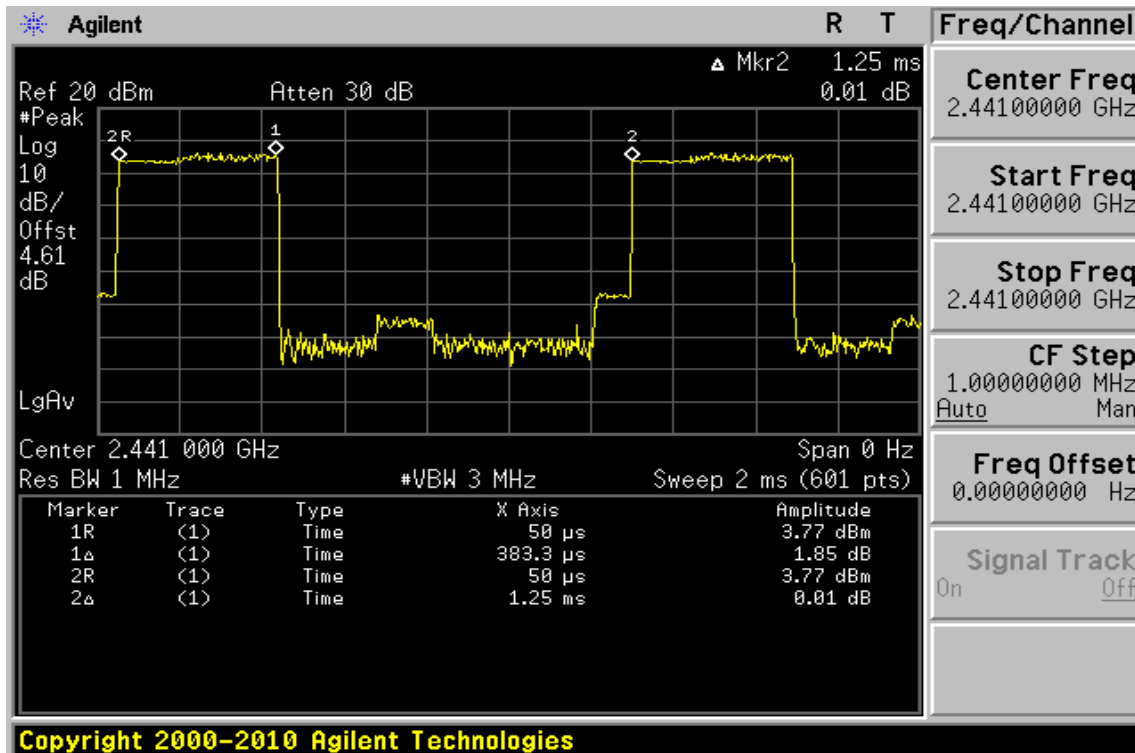 Agilent R T Freq/Channel
Δ Mkr2 1.25 ms
Ref 20 dBm Atten 30 dB 0.01 dB
#Peak
Log
10
dB/
Offst
4.61
dB
LgAv
2R 1 2
Center 2.441 000 GHz Span 0 Hz
Res BW 1 MHz #VBW 3 MHz Sweep 2 ms (601 pts)
Marker Trace Type X Axis Amplitude
1R (1) Time 50 µs 3.77 dBm
1Δ (1) Time 383.3 µs 1.85 dB
2R (1) Time 50 µs 3.77 dBm
2Δ (1) Time 1.25 ms 0.01 dB
Center Freq
2.44100000 GHz
Start Freq
2.44100000 GHz
Stop Freq
2.44100000 GHz
CF Step
1.00000000 MHz
Auto Man
Freq Offset
0.00000000 Hz
Signal Track
On Off
Copyright 2000-2010 Agilent Technologies